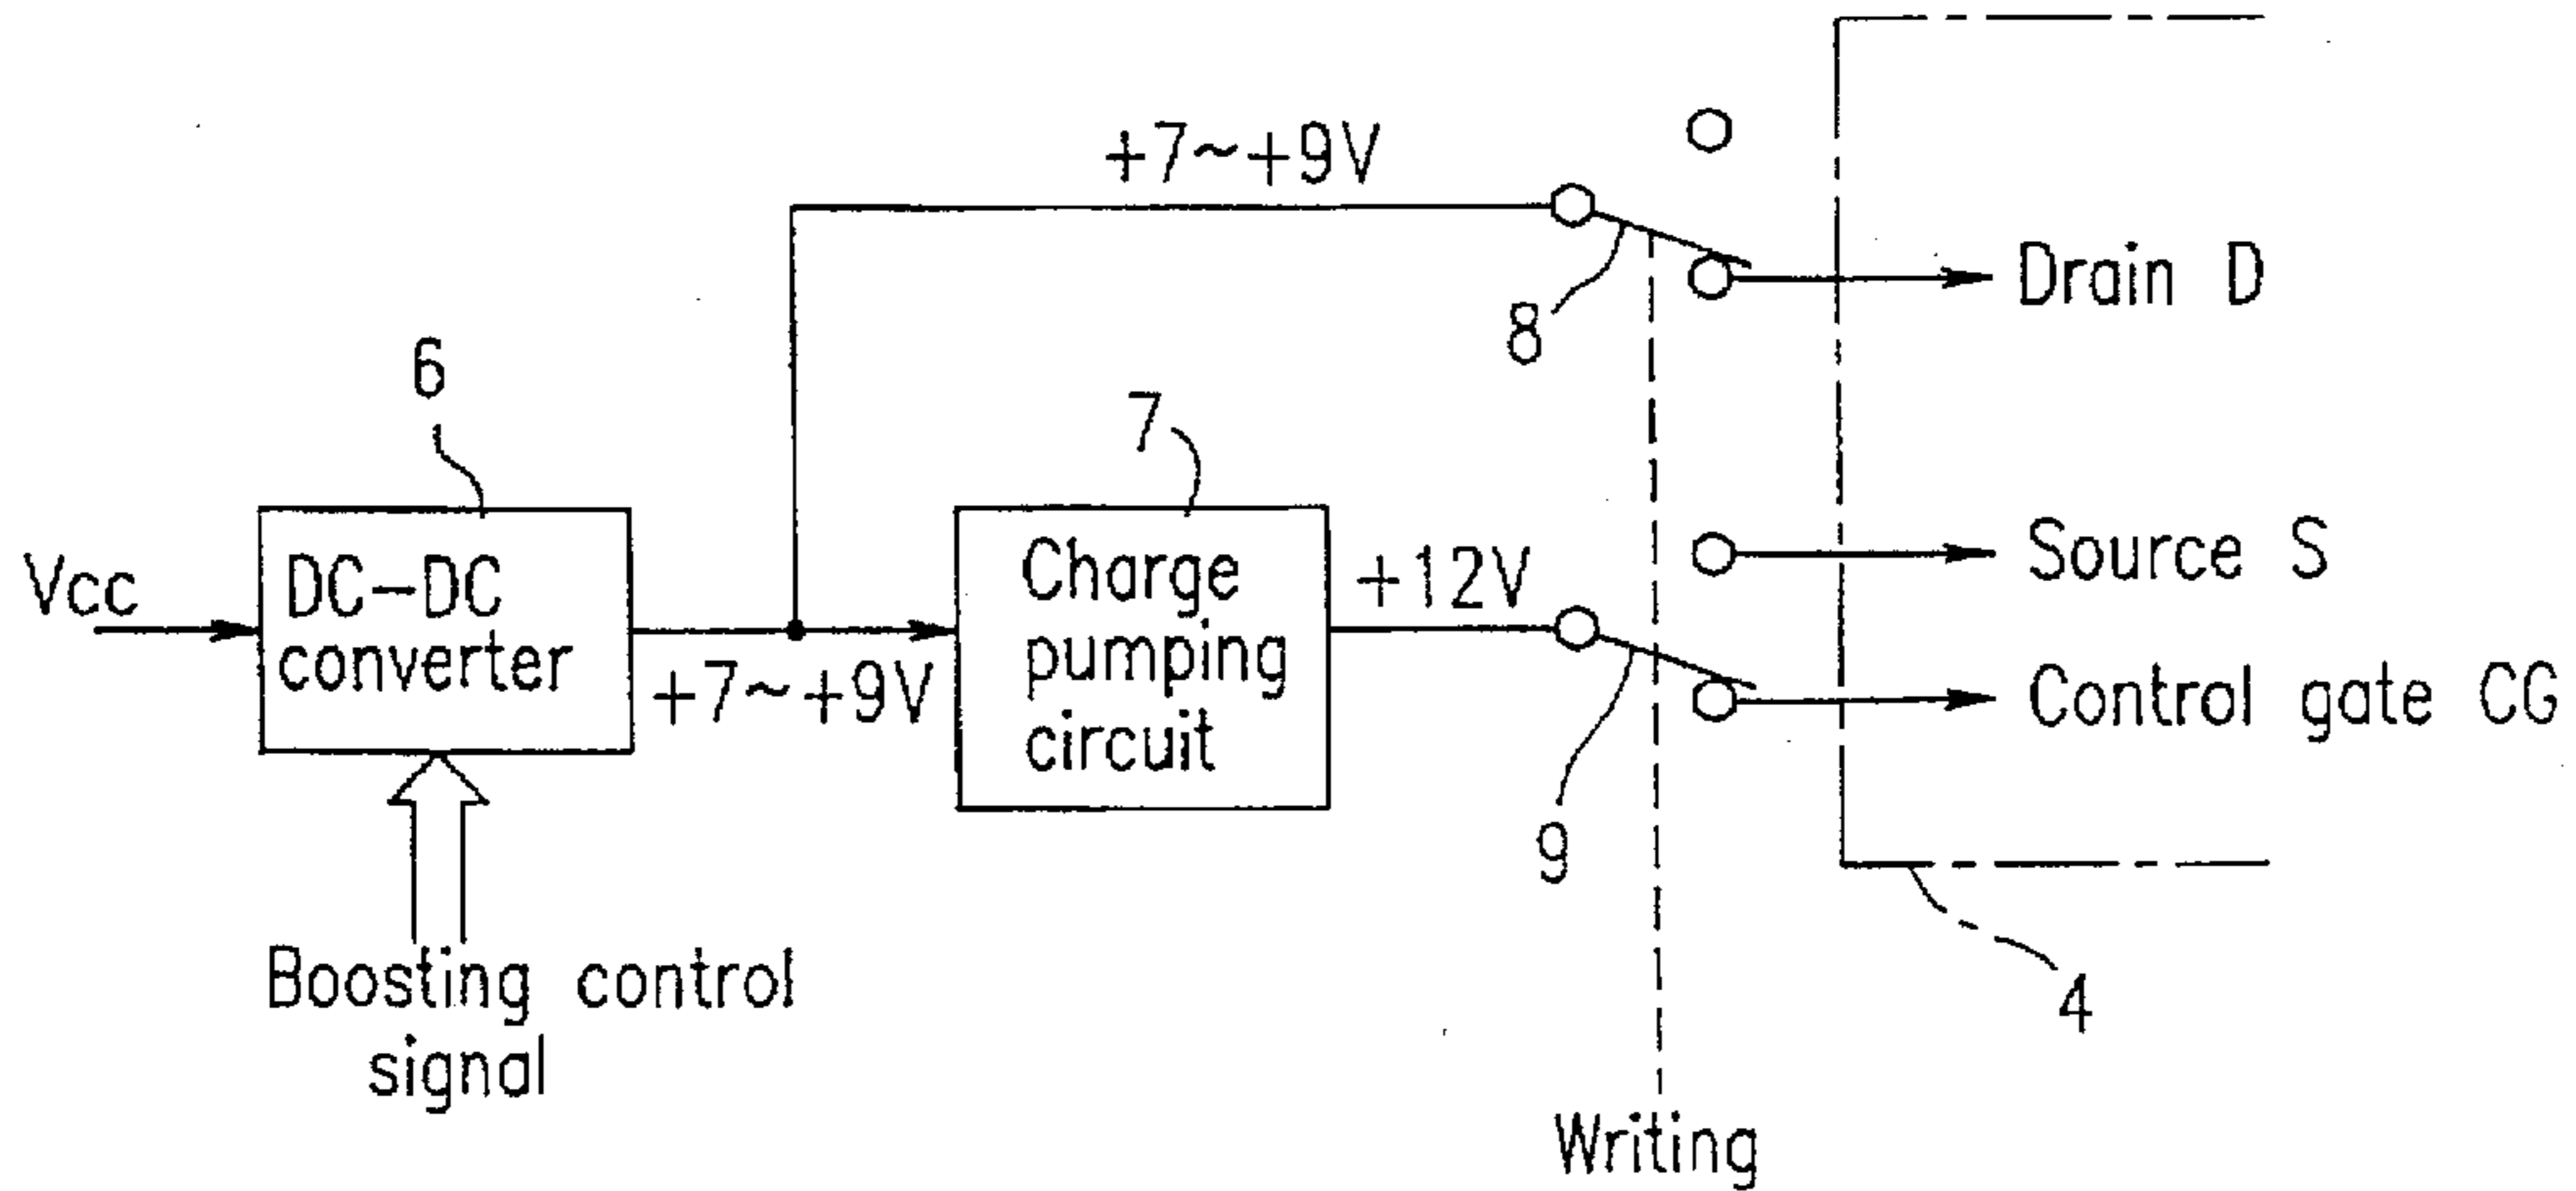 +7~+9V
8
Drain D
6
7
Vcc
DC-DC
converter
+7~+9V
Charge
pumping
circuit
+12V
Source S
Control gate CG
9
4
Boosting control
signal
Writing